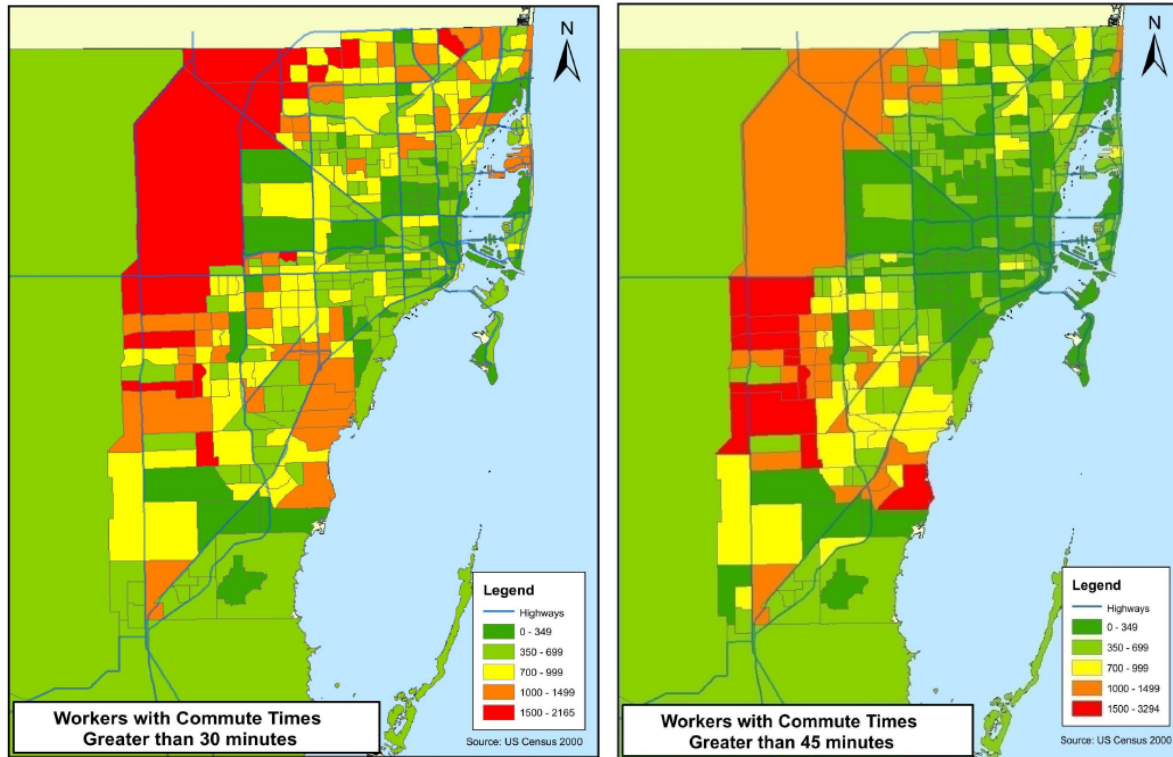 N
Legend
Highways
0 - 349
350 - 699
700 - 999
1000 - 1499
1500 - 2165
Workers with Commute Times
Greater than 30 minutes
Source: US Census 2000
N
Legend
Highways
0 - 349
350 - 699
700 - 999
1000 - 1499
1500 - 3294
Workers with Commute Times
Greater than 45 minutes
Source: US Census 2000